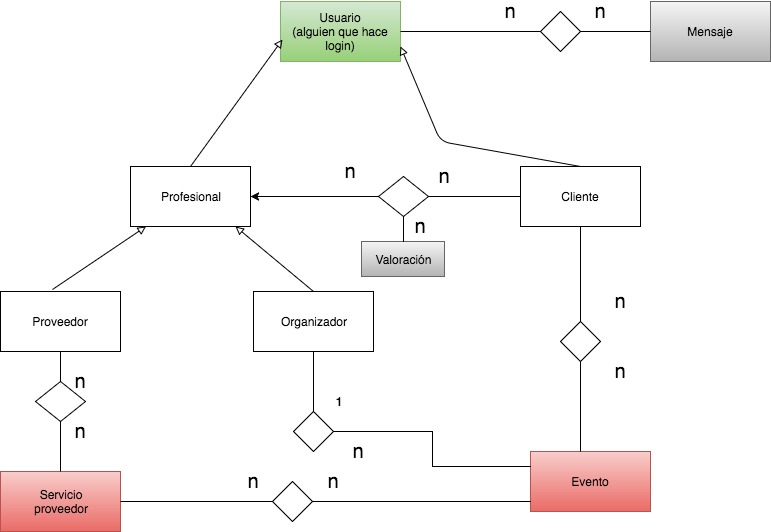 Usuario
(alguien que hace
login)
n
n
Mensaje
Profesional
n
n
Cliente
n
Valoración
Proveedor
Organizador
n
n
n
1
n
n
n
Servicio
proveedor
n
n
Evento